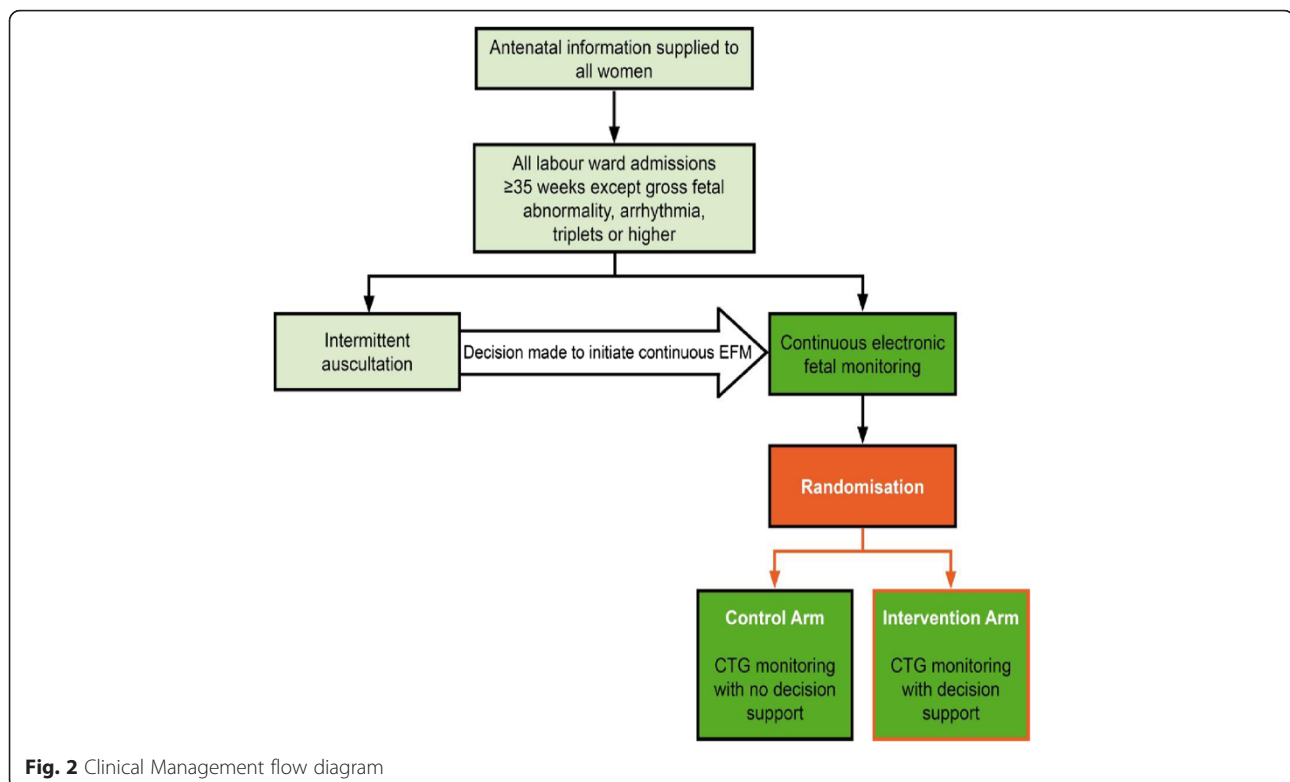 Antenatal information supplied to
all women
All labour ward admissions
≥35 weeks except gross fetal
abnormality, arrhythmia,
triplets or higher
Intermittent
auscultation
Decision made to initiate continuous EFM
Continuous electronic
fetal monitoring
Randomisation
Control Arm
CTG monitoring
with no decision
support
Intervention Arm
CTG monitoring
with decision
support
Fig. 2 Clinical Management flow diagram